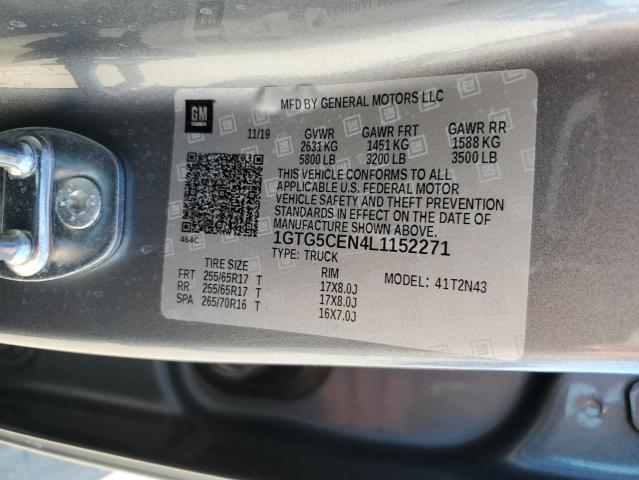 GM
MFD BY GENERAL MOTORS LLC
11/19 GVWR GAWR FRT GAWR RR
2631 KG 1451 KG 1588 KG
5800 LB 3200 LB 3500 LB
THIS VEHICLE CONFORMS TO ALL
APPLICABLE U.S. FEDERAL MOTOR
VEHICLE SAFETY AND THEFT PREVENTION
STANDARDS IN EFFECT ON THE DATE OF
MANUFACTURE SHOWN ABOVE.
454C 1GTG5CEN4L1152271
TYPE: TRUCK
TIRE SIZE RIM MODEL: 41T2N43
FRT 255/65R17 T 17X8.0J
RR 255/65R17 T 17X8.0J
SPA 265/70R16 T 16X7.0J